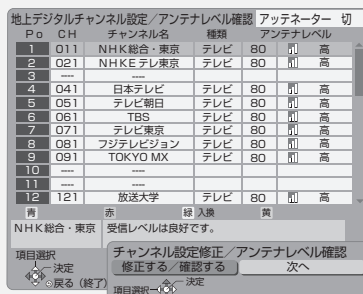 地上デジタルチャンネル設定／アンテナレベル確認 アッテネーター 切
Po CH チャンネル名 種類 アンテナレベル
1 011 NHK総合・東京 テレビ 80 高
2 021 NHKEテレ東京 テレビ 80 高
3 ---- ----
4 041 日本テレビ テレビ 80 高
5 051 テレビ朝日 テレビ 80 高
6 061 TBS テレビ 80 高
7 071 テレビ東京 テレビ 80 高
8 081 フジテレビジョン テレビ 80 高
9 091 TOKYO MX テレビ 80 高
10 ---- ----
11 ---- ----
12 121 放送大学 テレビ 80 高
青 赤 緑 入換 黄
NHK総合・東京 受信レベルは良好です。
項目選択 決定 戻る（終了）
チャンネル設定修正／アンテナレベル確認
修正する／確認する 次へ
項目選択 決定